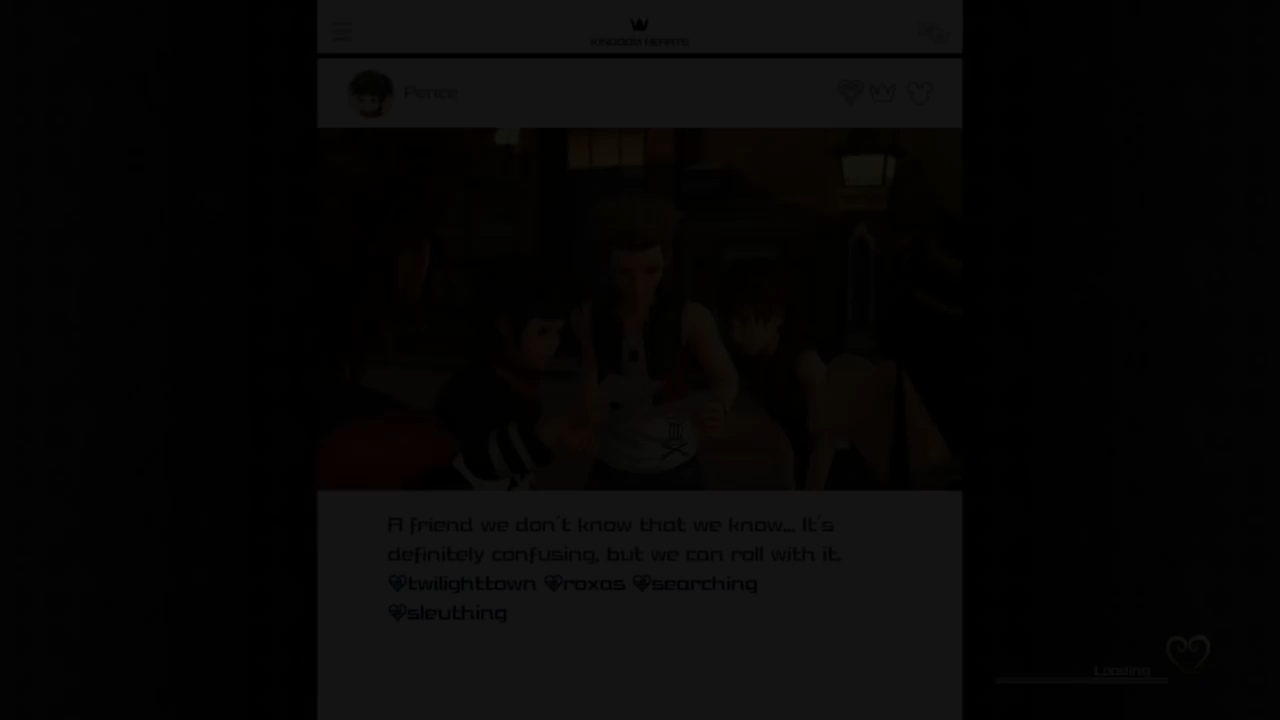 KINGDOM HEARTS
Pence
A friend we don't know that we know... It's
definitely confusing, but we can roll with it.
twilighttown roxas searching
sleuthing
Loading